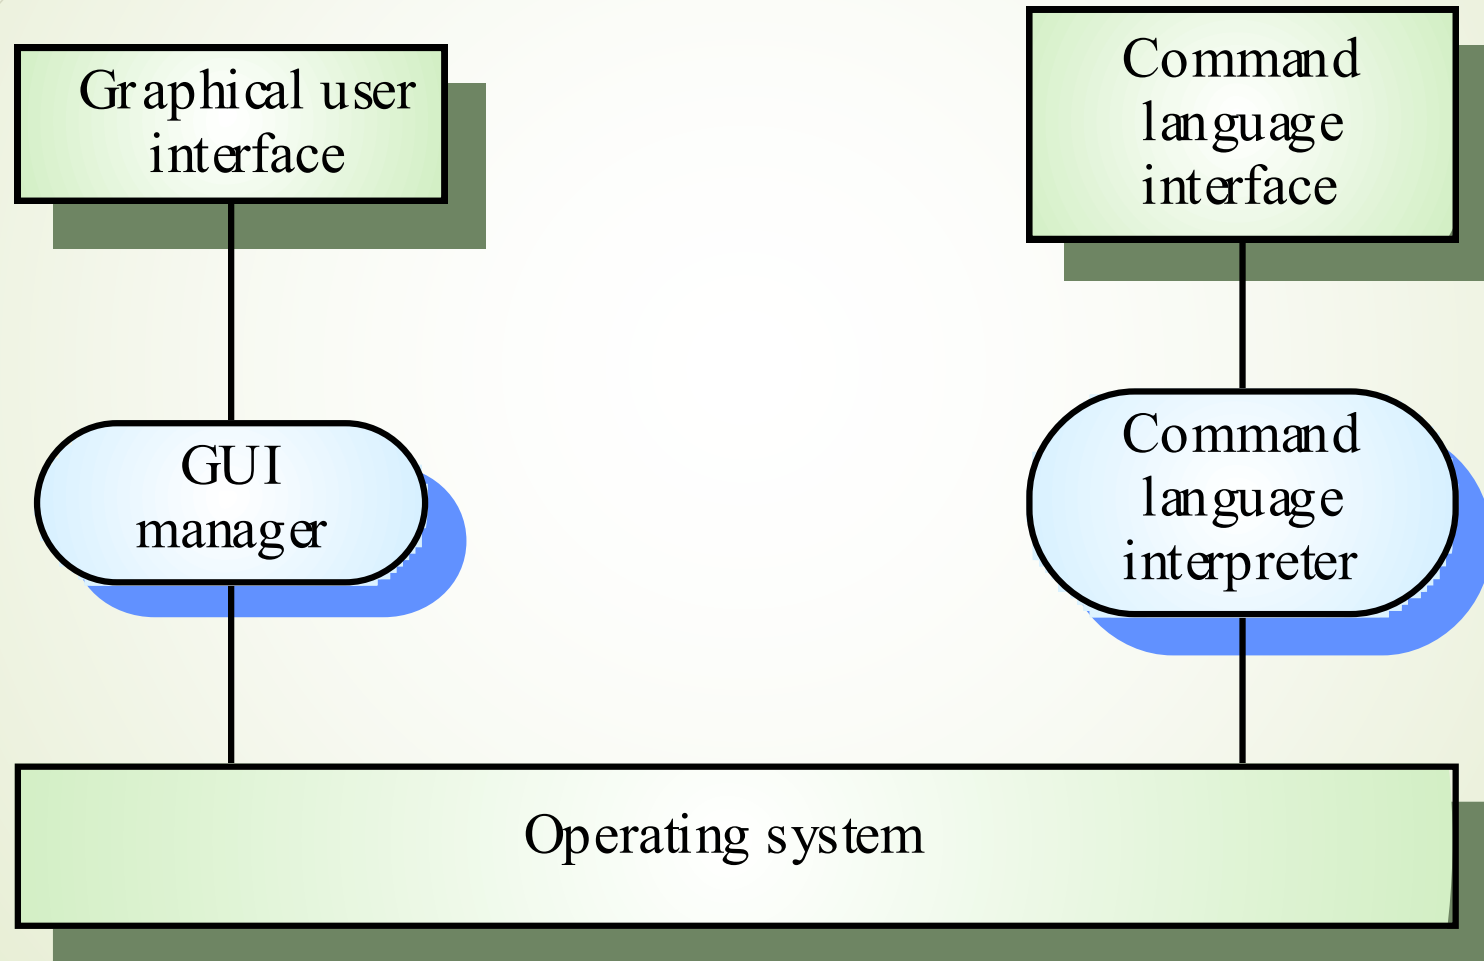 Graphical user
interface
Command
language
interface
GUI
manager
Command
language
interpreter
Operating system